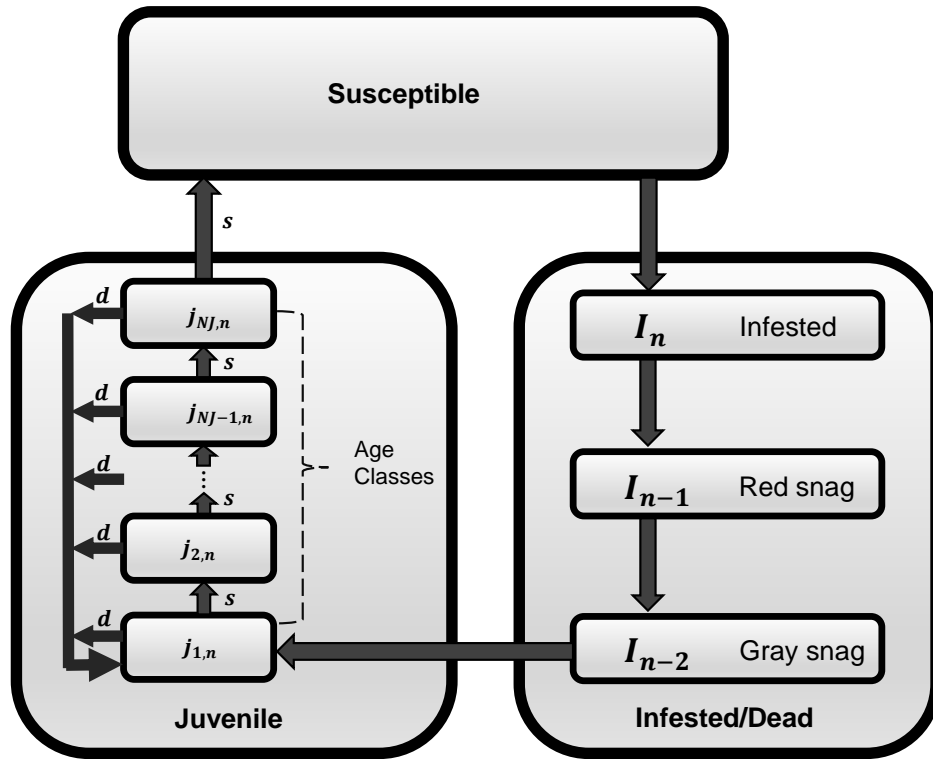 Susceptible
s
d
j_{NJ,n}
s
d
j_{NJ-1,n}
d
s
d
j_{2,n}
s
d
j_{1,n}
Age
Classes
Juvenile
I_n Infested
I_{n-1} Red snag
I_{n-2} Gray snag
Infested/Dead